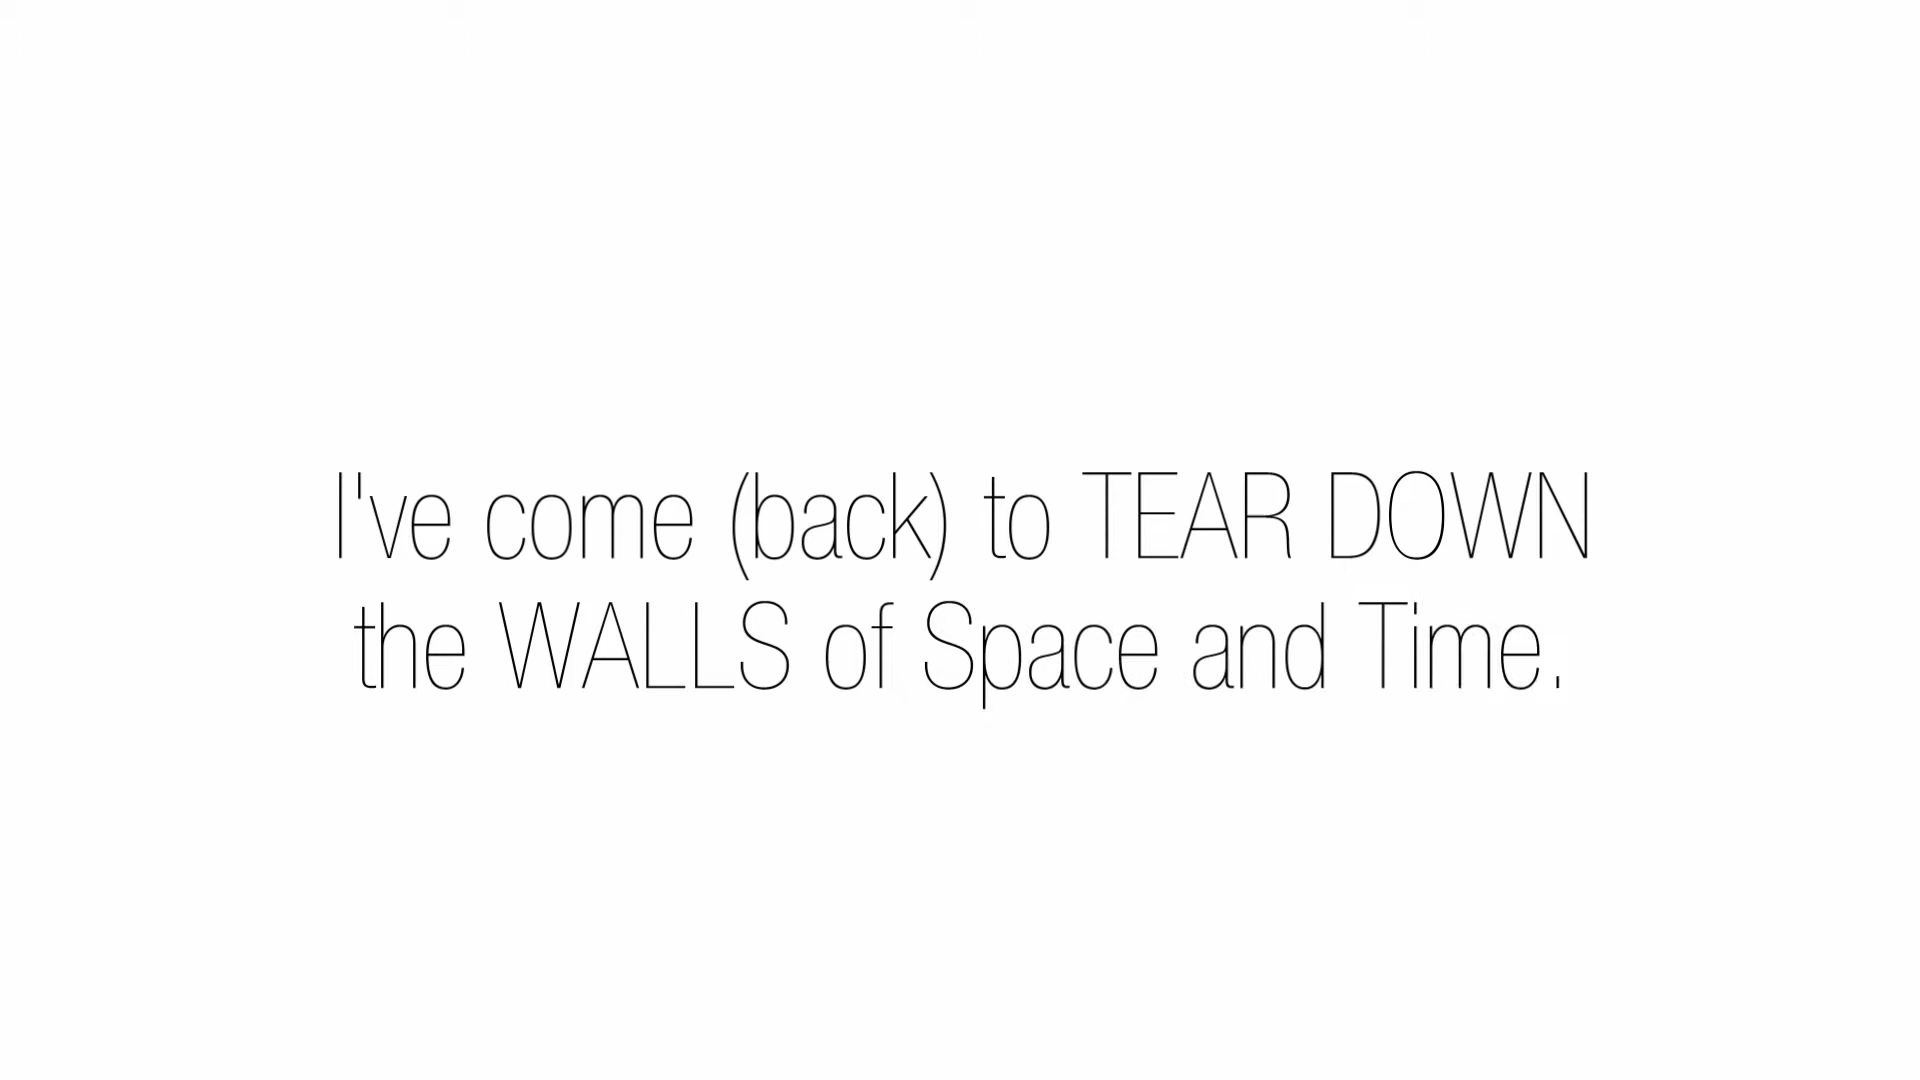 I've come (back) to TEAR DOWN
the WALLS of Space and Time.